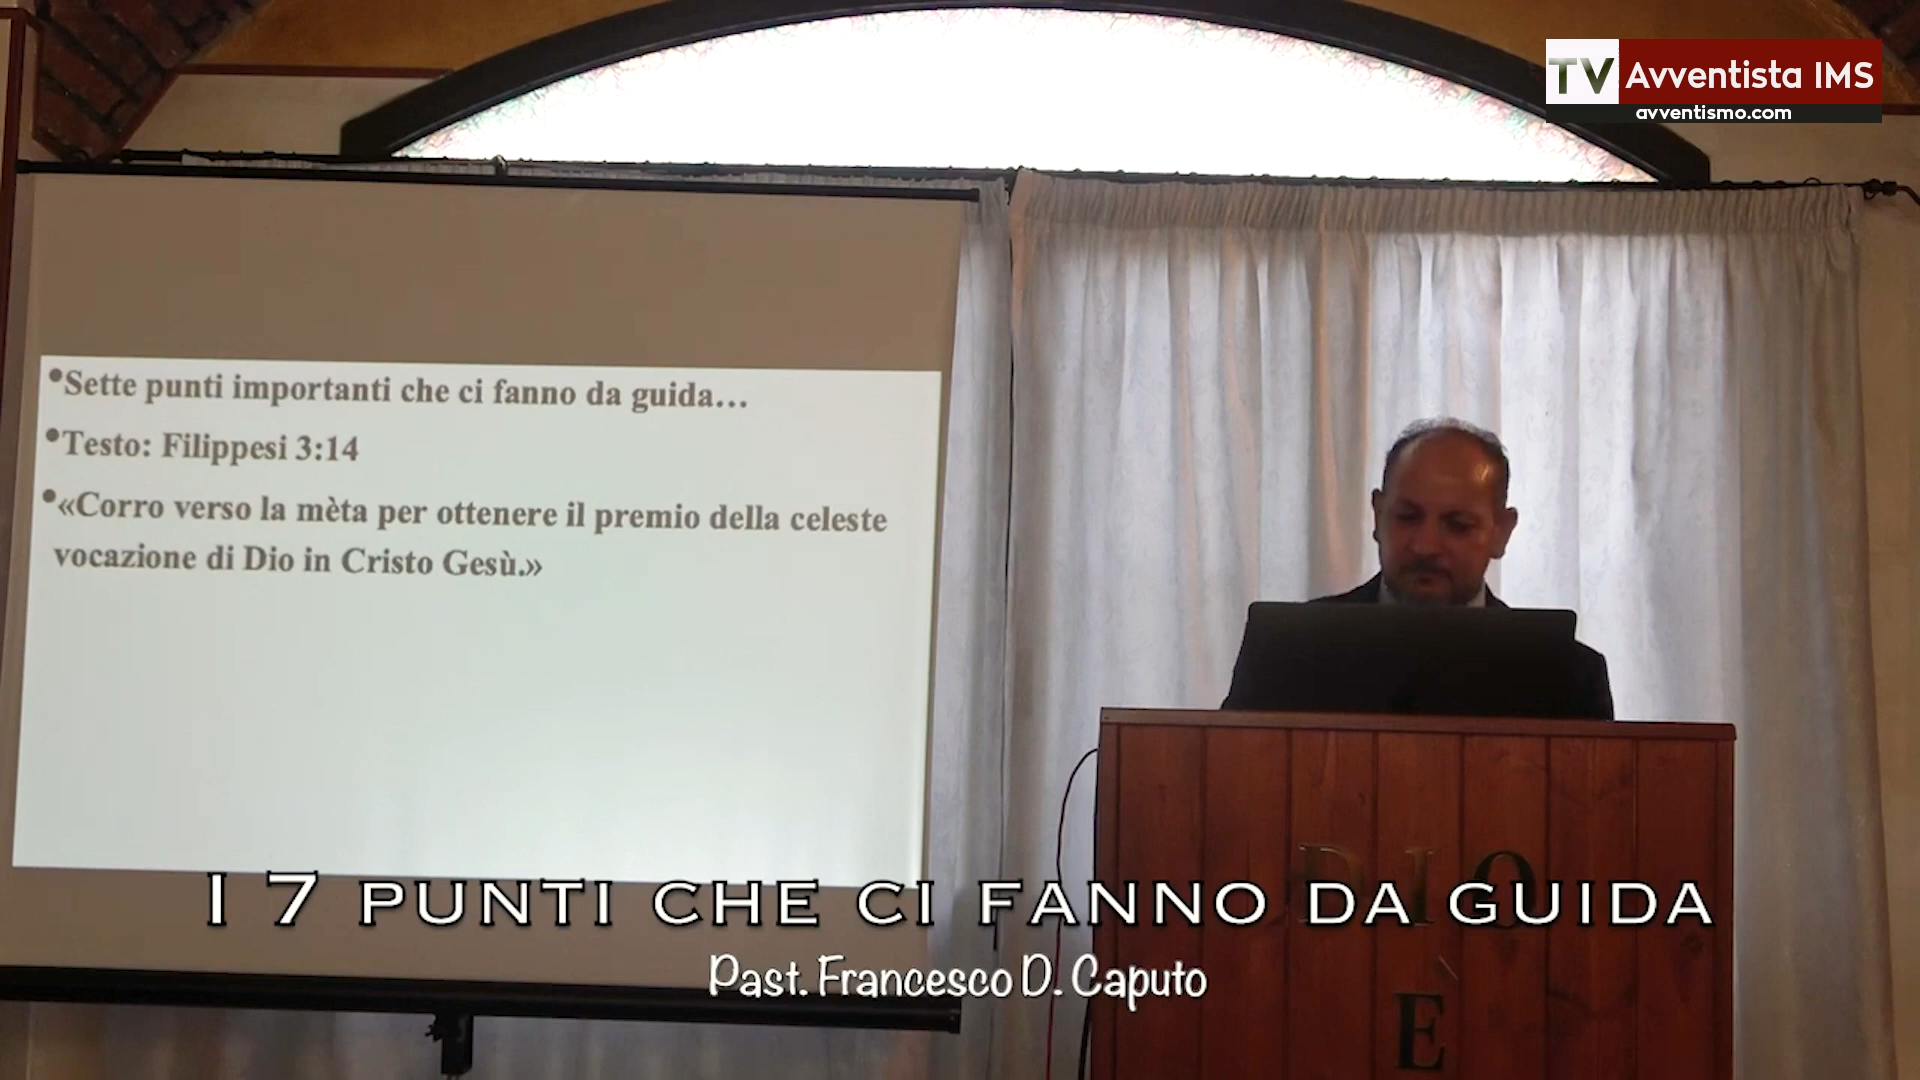 TV Avventista IMS
avventismo.com
•Sette punti importanti che ci fanno da guida…
•Testo: Filippesi 3:14
•«Corro verso la mèta per ottenere il premio della celeste
vocazione di Dio in Cristo Gesù.»
DIO
È
I 7 PUNTI CHE CI FANNO DA GUIDA
Past. Francesco D. Caputo